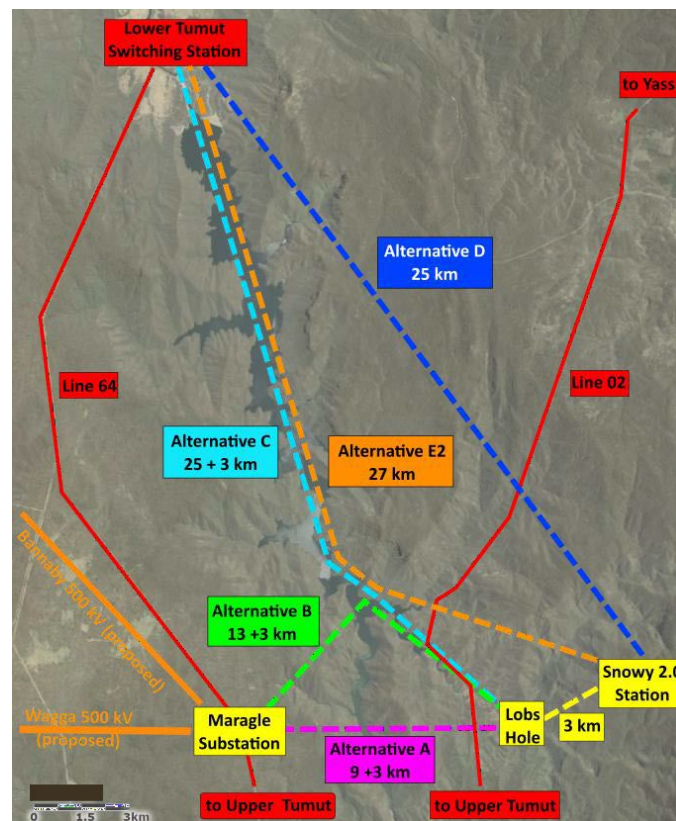 Lower Tumut
Switching Station
to Yass
Alternative D
25 km
Line 64
Line 02
Alternative C
25 + 3 km
Alternative E2
27 km
Bannaby 500 kV (proposed)
Alternative B
13 +3 km
Snowy 2.0
Station
Wagga 500 kV
(proposed)
Maragle
Substation
Lobs
Hole
3 km
Alternative A
9 +3 km
to Upper Tumut
to Upper Tumut
0 1.5 3km